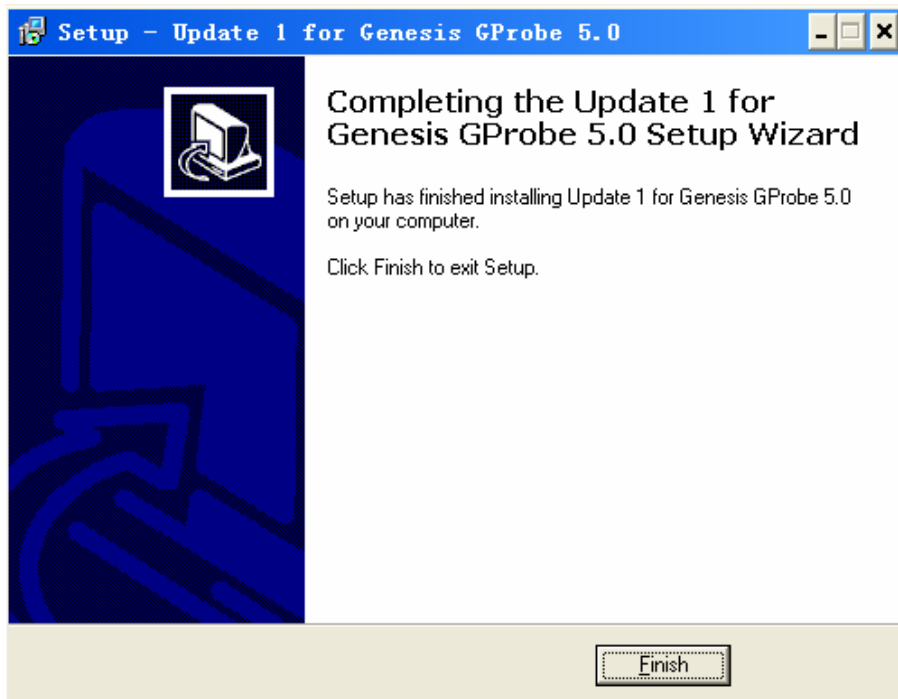 Setup - Update 1 for Genesis GProbe 5.0
Completing the Update 1 for
Genesis GProbe 5.0 Setup Wizard
Setup has finished installing Update 1 for Genesis GProbe 5.0
on your computer.
Click Finish to exit Setup.
Finish